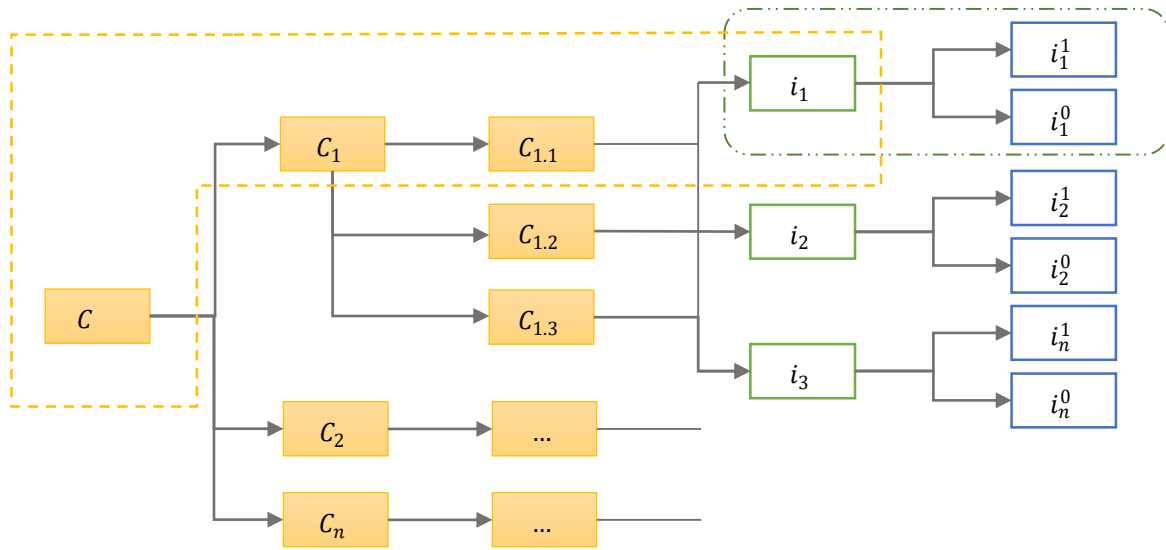 i₁¹
i₁
C₁
C₁.₁
i₁⁰
i₂¹
C₁.₂
i₂
i₂⁰
C
C₁.₃
iₙ¹
i₃
iₙ⁰
C₂
...
Cₙ
...